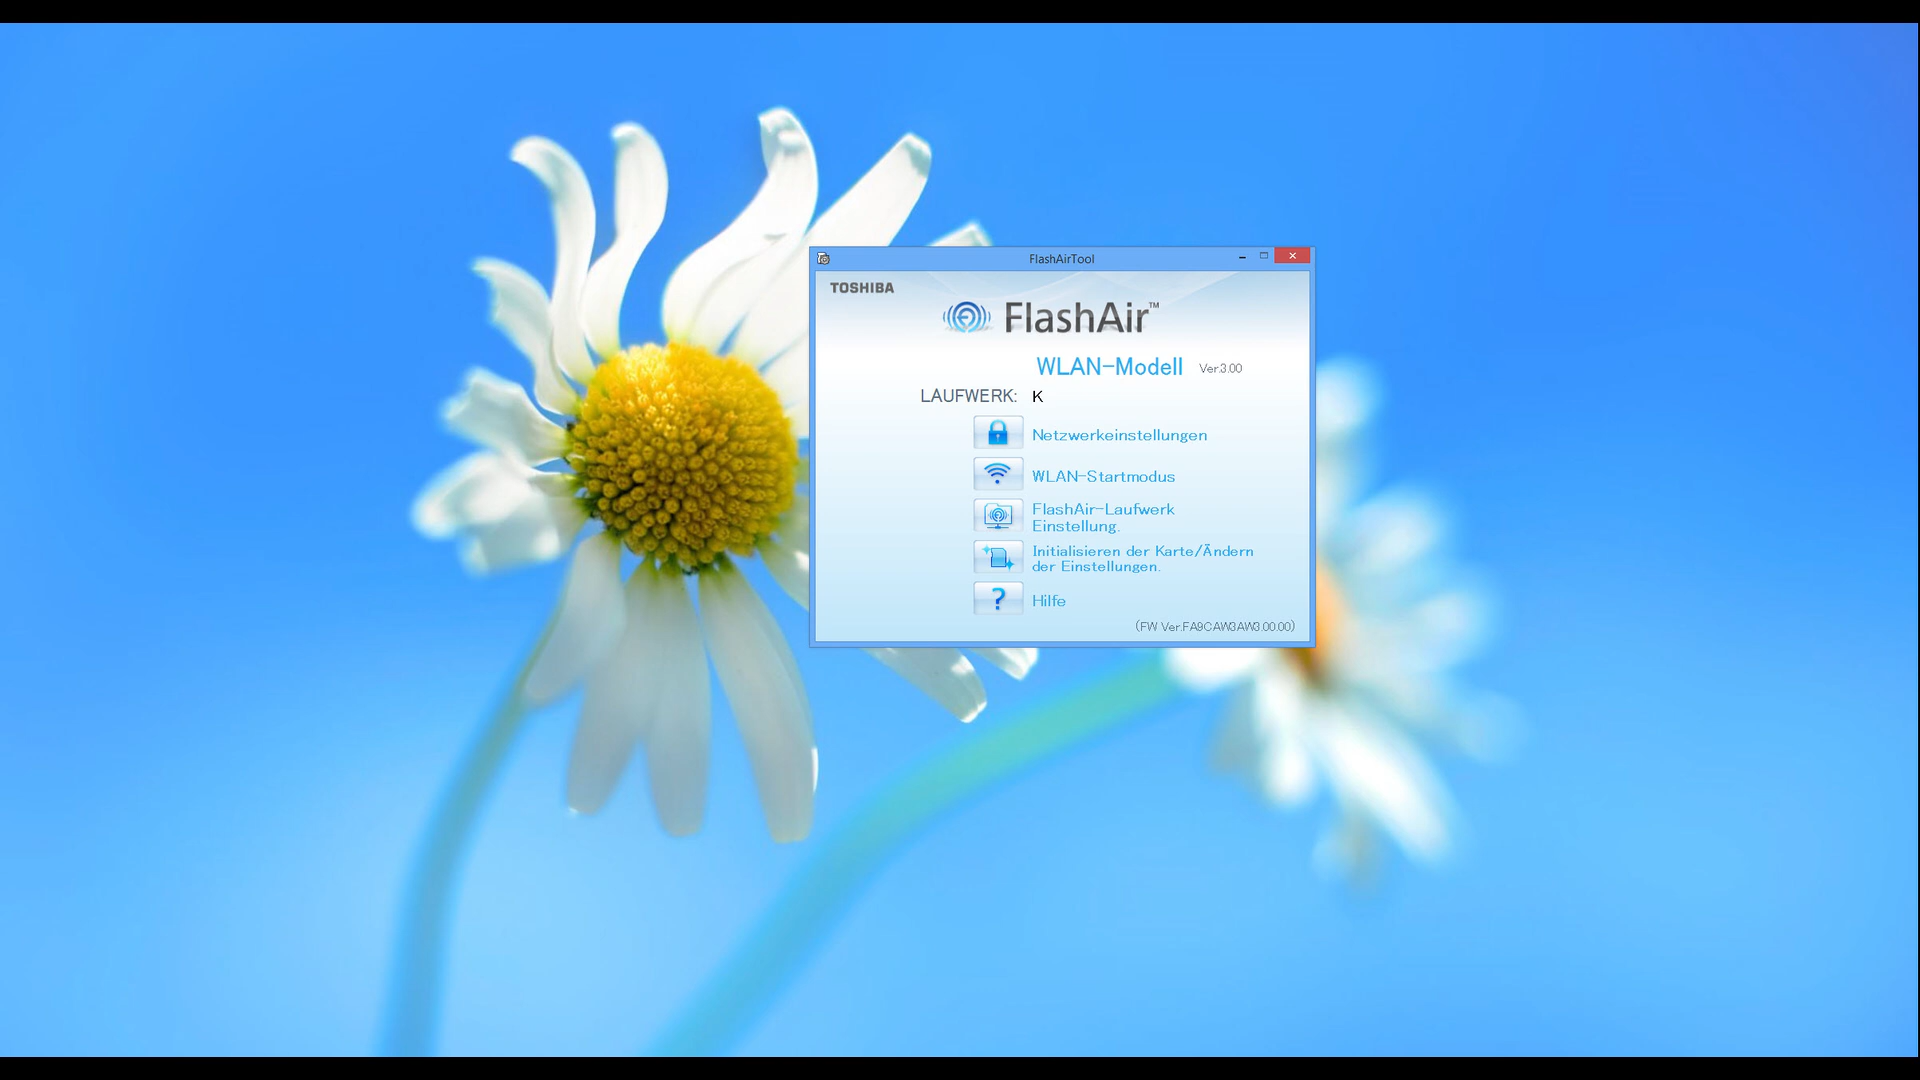 FlashAirTool
TOSHIBA
FlashAir™
WLAN-Modell Ver.3.00
LAUFWERK: K
Netzwerkeinstellungen
WLAN-Startmodus
FlashAir-Laufwerk
Einstellung.
Initialisieren der Karte/Ändern
der Einstellungen.
? Hilfe
(FW Ver.FA9CAW3AW3.00.00)